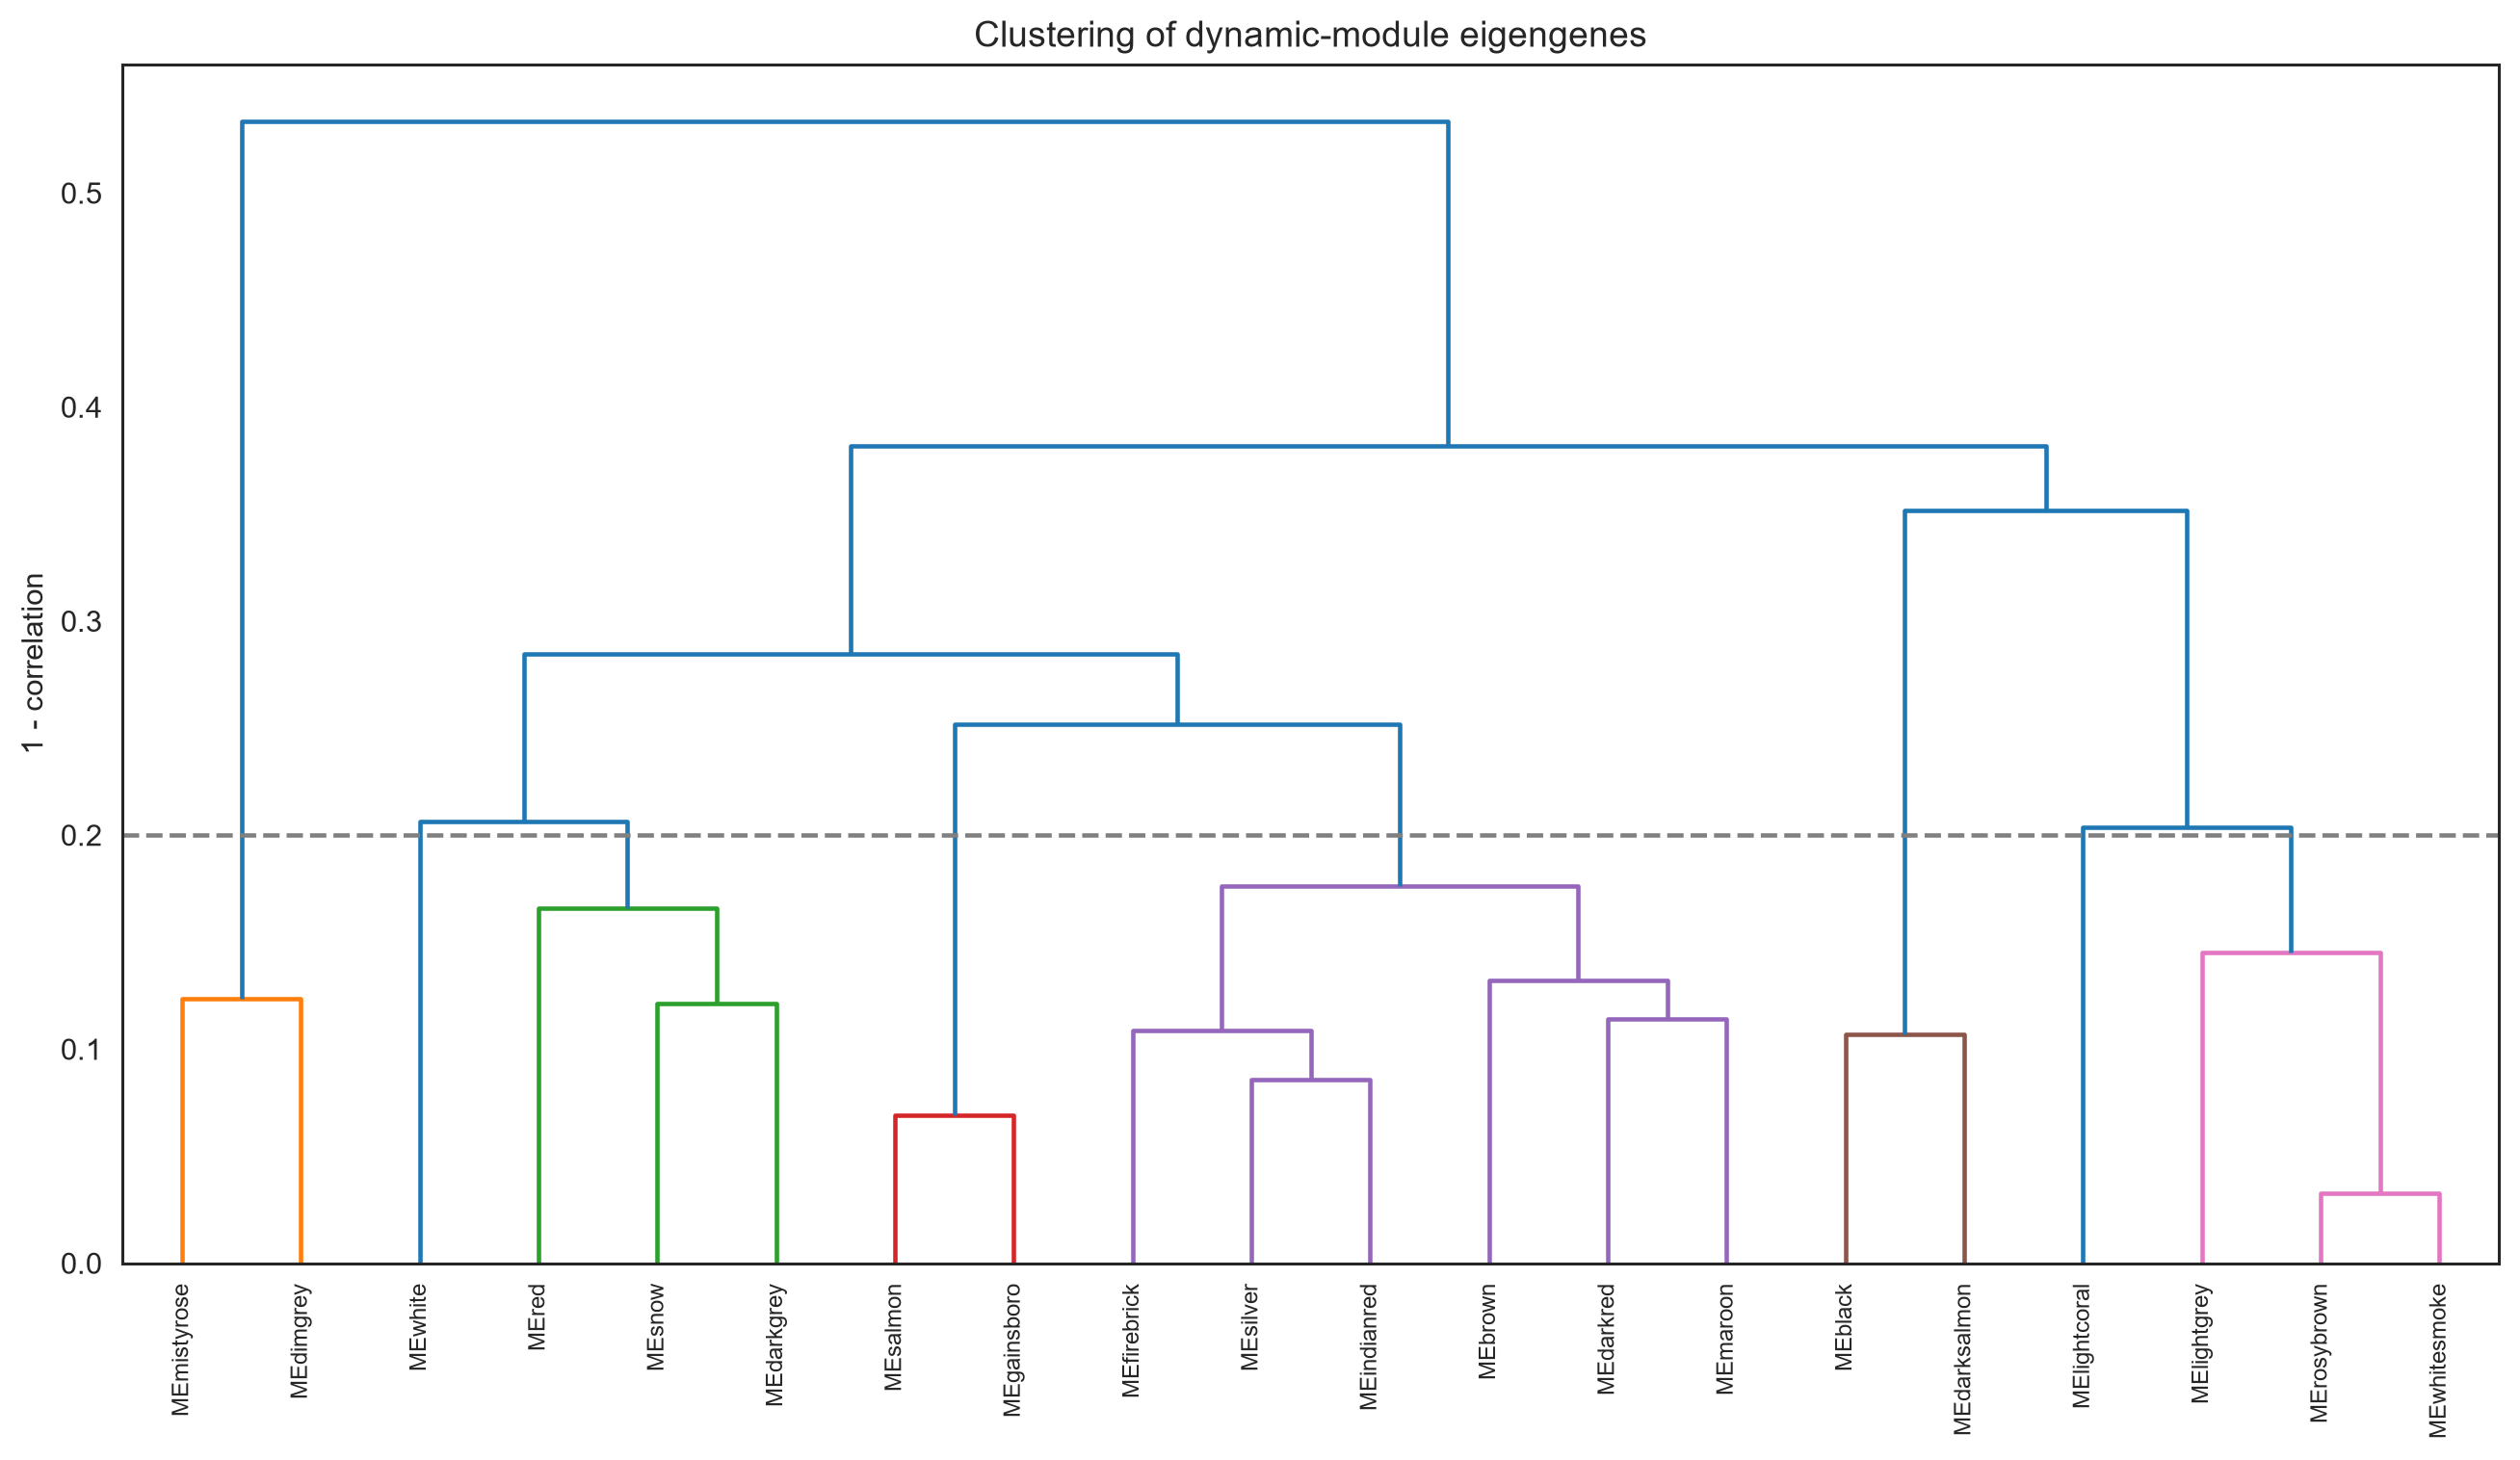 Clustering of dynamic-module eigengenes
1 - correlation
0.5
0.4
0.3
0.2
0.1
0.0
MEmistyrose
MEdimgrey
MEwhite
MEred
MEsnow
MEdarkgrey
MEsalmon
MEgainsboro
MEfirebrick
MEsilver
MEindianred
MEbrown
MEdarkred
MEmaroon
MEblack
MEdarksalmon
MElightcoral
MElightgrey
MErosybrown
MEwhitesmoke